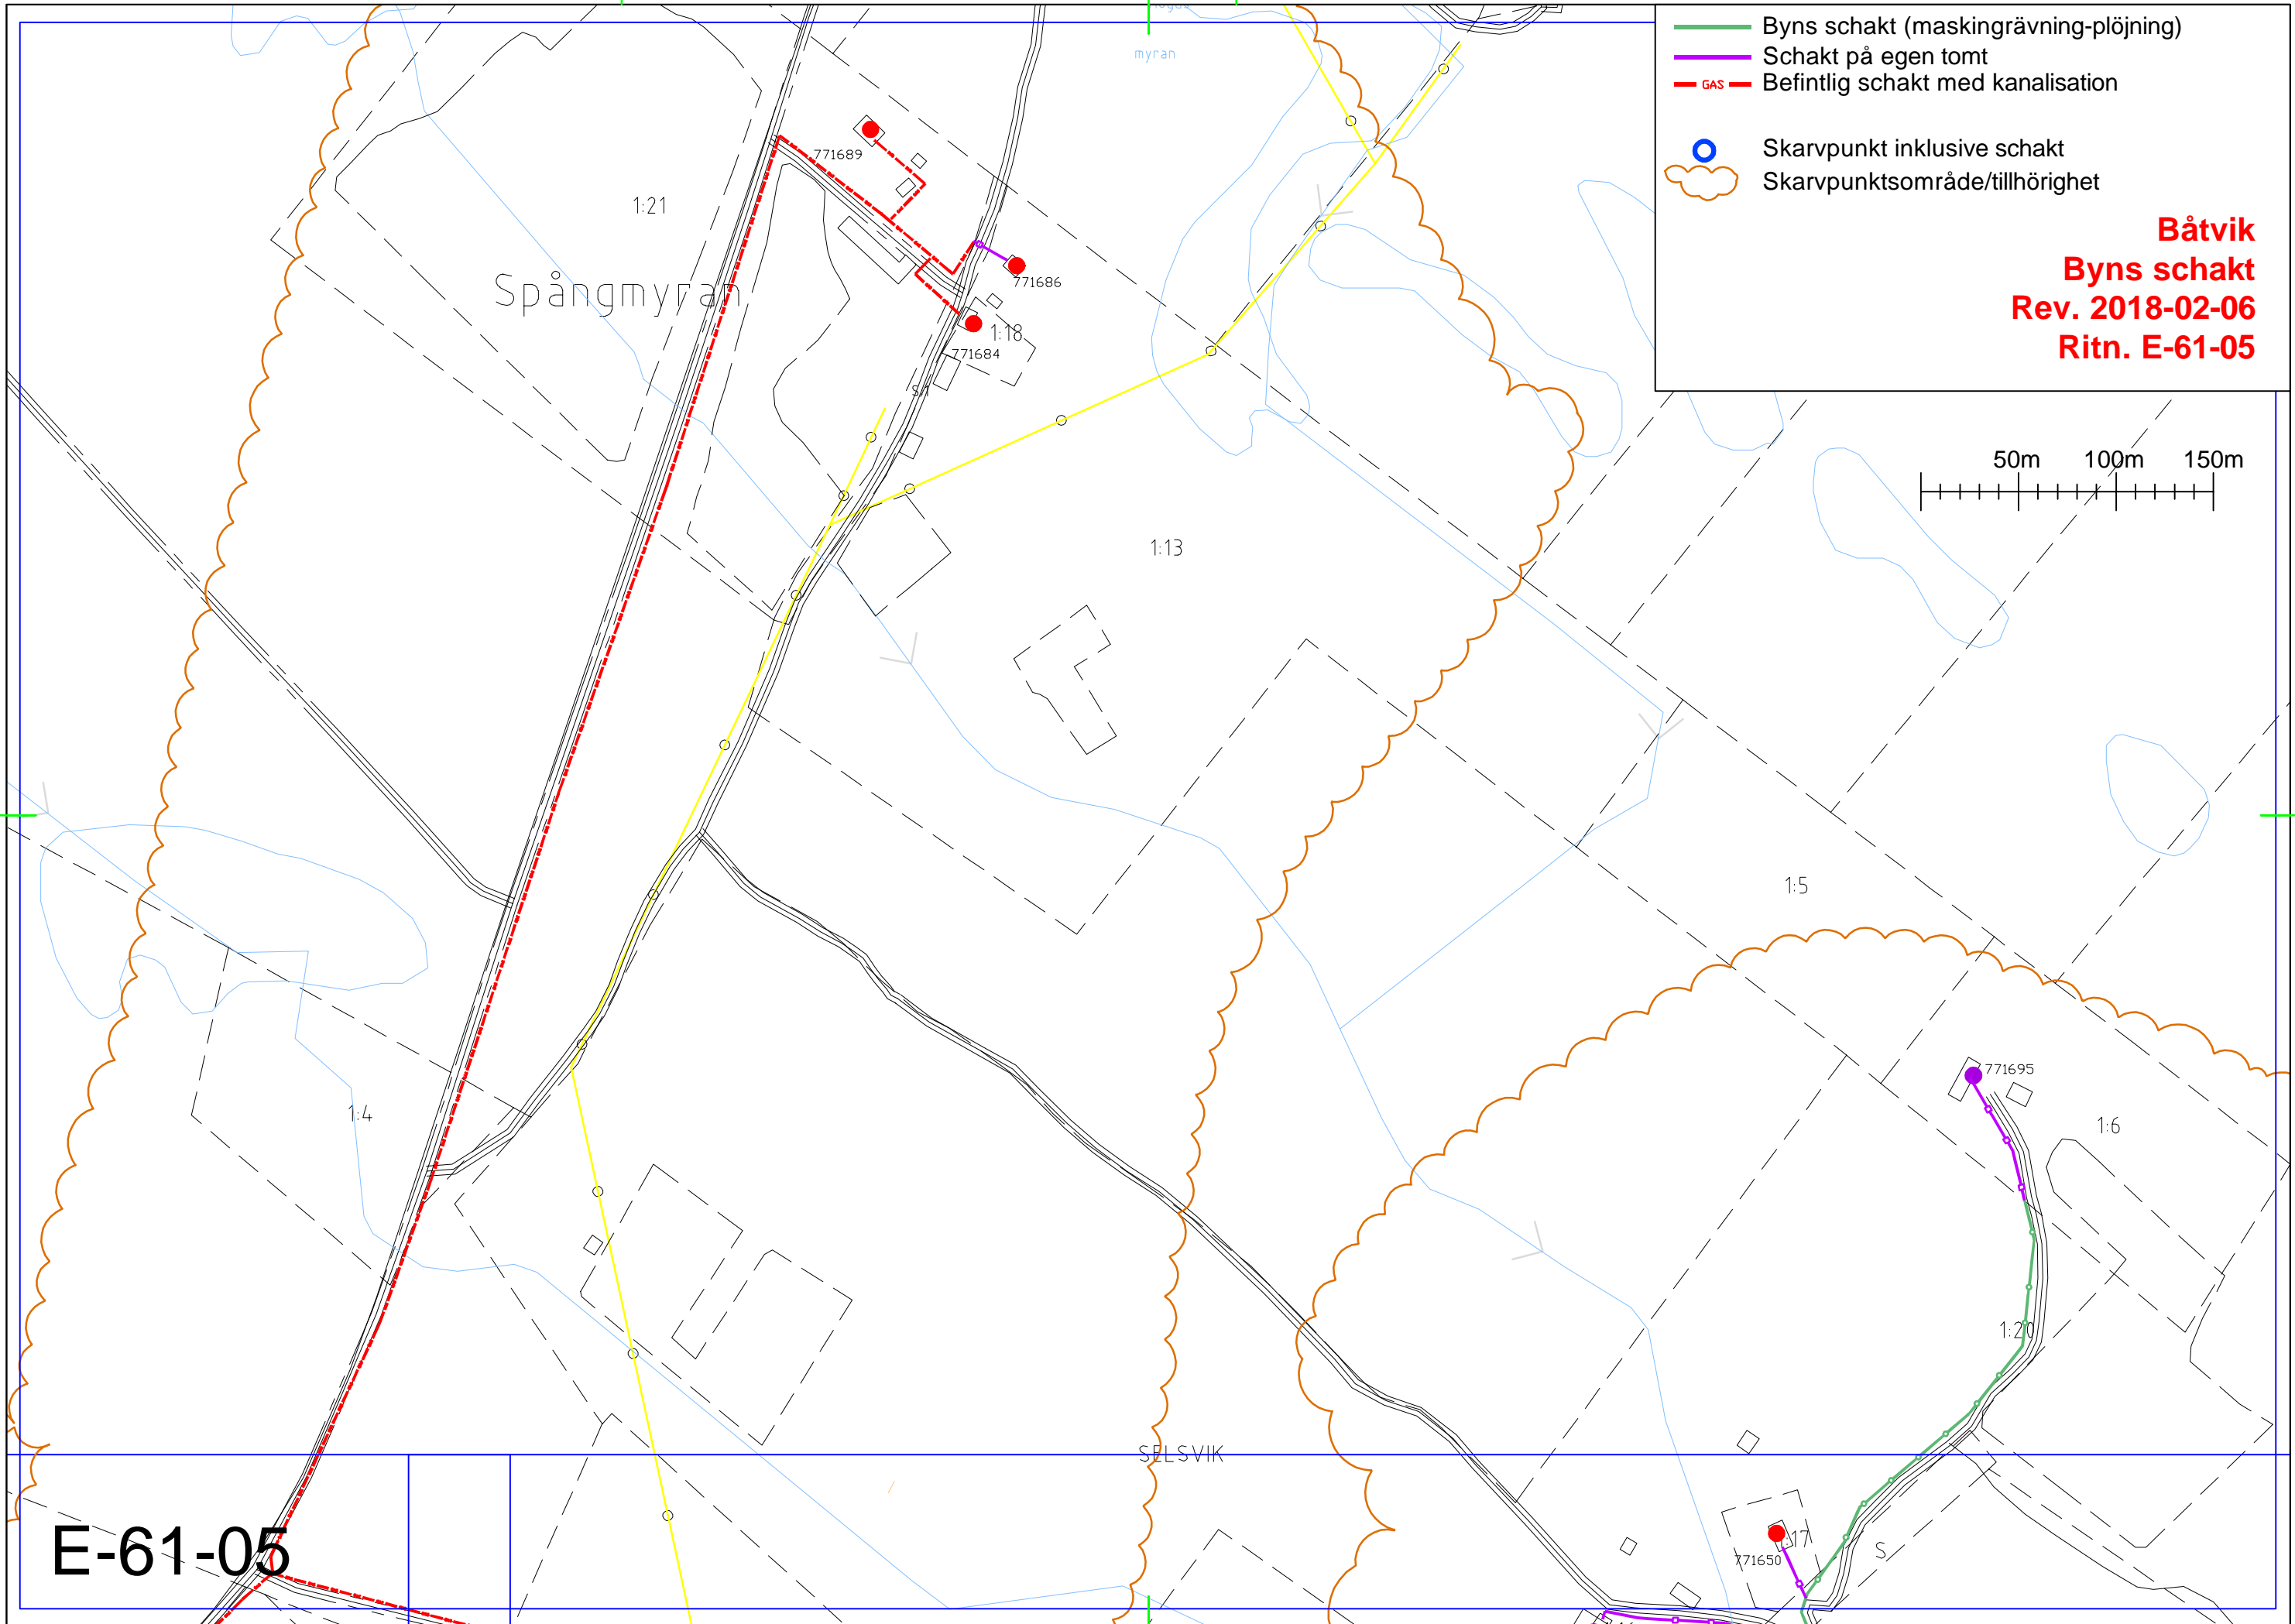 myran
Byns schakt (maskingrävning-plöjning)
Schakt på egen tomt
GAS
Befintlig schakt med kanalisation
Skarvpunkt inklusive schakt
Skarvpunktsområde/tillhörighet
Båtvik
Byns schakt
Rev. 2018-02-06
Ritn. E-61-05
50m 100m 150m
771689
1:21
771686
Spångmyran
1:18
771684
S:1
1:13
1:5
771695
1:4
1:6
1:20
SELSVIK
E-61-05
:17
771650
S